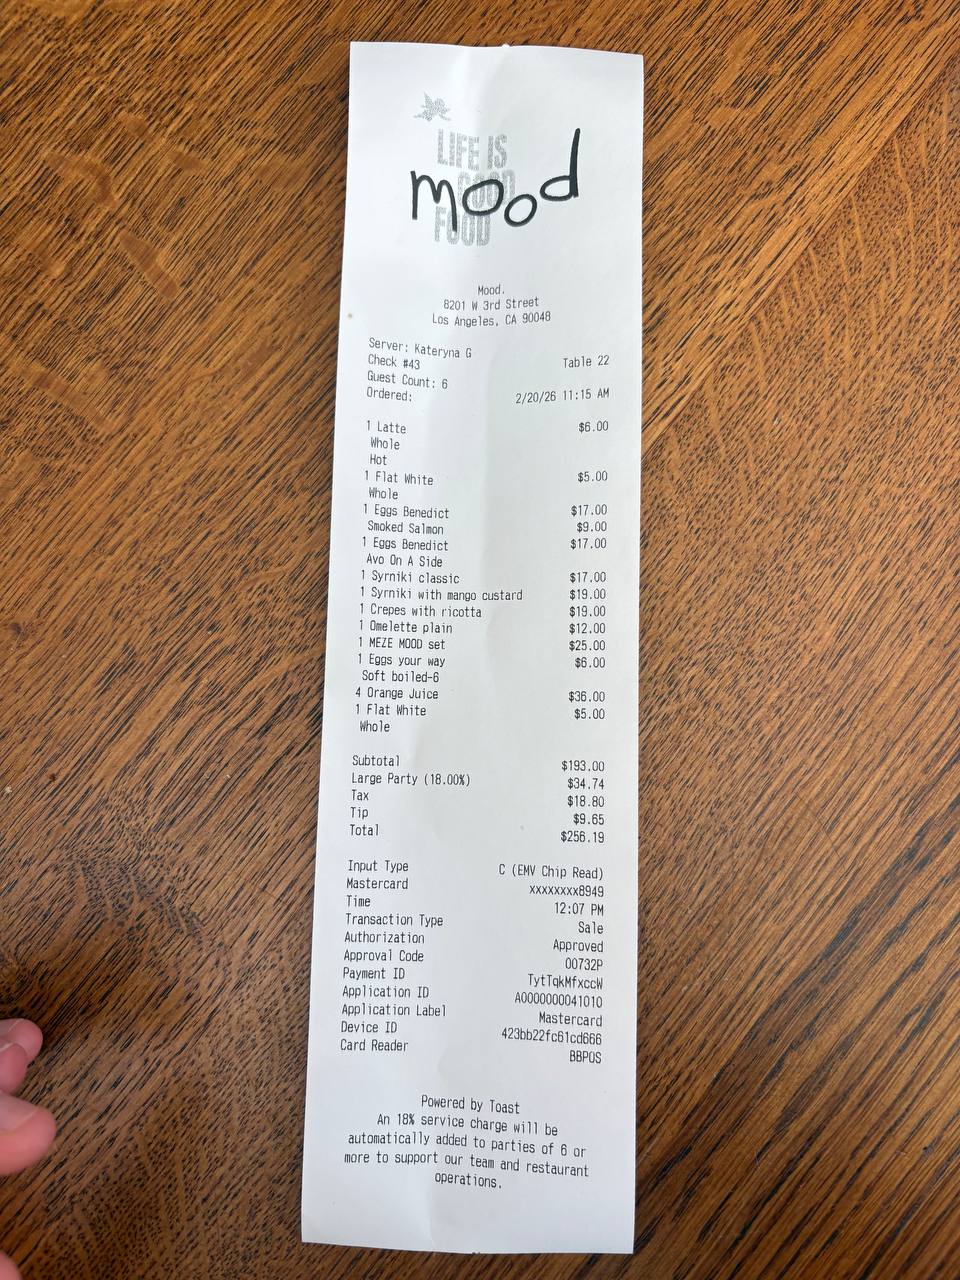 LIFE IS
GOOD
FOOD
mood
Mood.
8201 W 3rd Street
Los Angeles, CA 90048
Server: Kateryna G
Check #43 Table 22
Guest Count: 6
Ordered: 2/20/26 11:15 AM
1 Latte $6.00
Whole
Hot
1 Flat White $5.00
Whole
1 Eggs Benedict $17.00
Smoked Salmon $9.00
1 Eggs Benedict $17.00
Avo On A Side
1 Syrniki classic $17.00
1 Syrniki with mango custard $19.00
1 Crepes with ricotta $19.00
1 Omelette plain $12.00
1 MEZE MOOD set $25.00
1 Eggs your way $6.00
Soft boiled-6
4 Orange Juice $36.00
1 Flat White $5.00
Whole
Subtotal $193.00
Large Party (18.00%) $34.74
Tax $18.80
Tip $9.65
Total $256.19
Input Type C (EMV Chip Read)
Mastercard xxxxxxxx8949
Time 12:07 PM
Transaction Type Sale
Authorization Approved
Approval Code 00732P
Payment ID TytTqkMfxccW
Application ID A0000000041010
Application Label Mastercard
Device ID 423bb22fc61cd666
Card Reader BBPOS
Powered by Toast
An 18% service charge will be
automatically added to parties of 6 or
more to support our team and restaurant
operations.